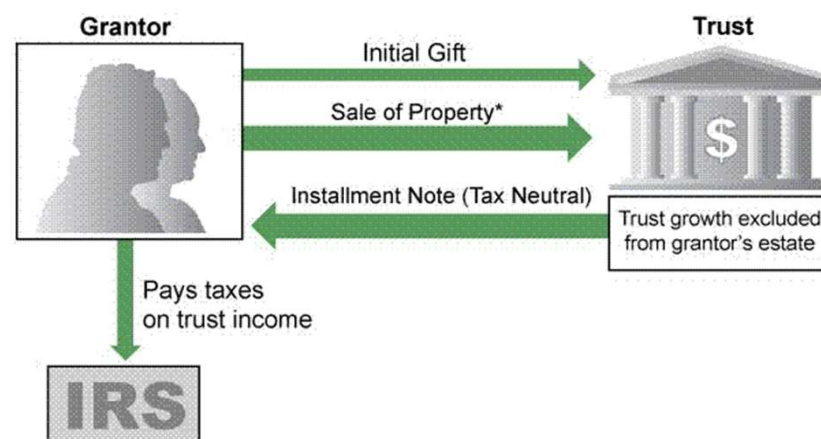 Grantor
Trust
Initial Gift
Sale of Property*
$
Installment Note (Tax Neutral)
Trust growth excluded
from grantor's estate
Pays taxes
on trust income
IRS